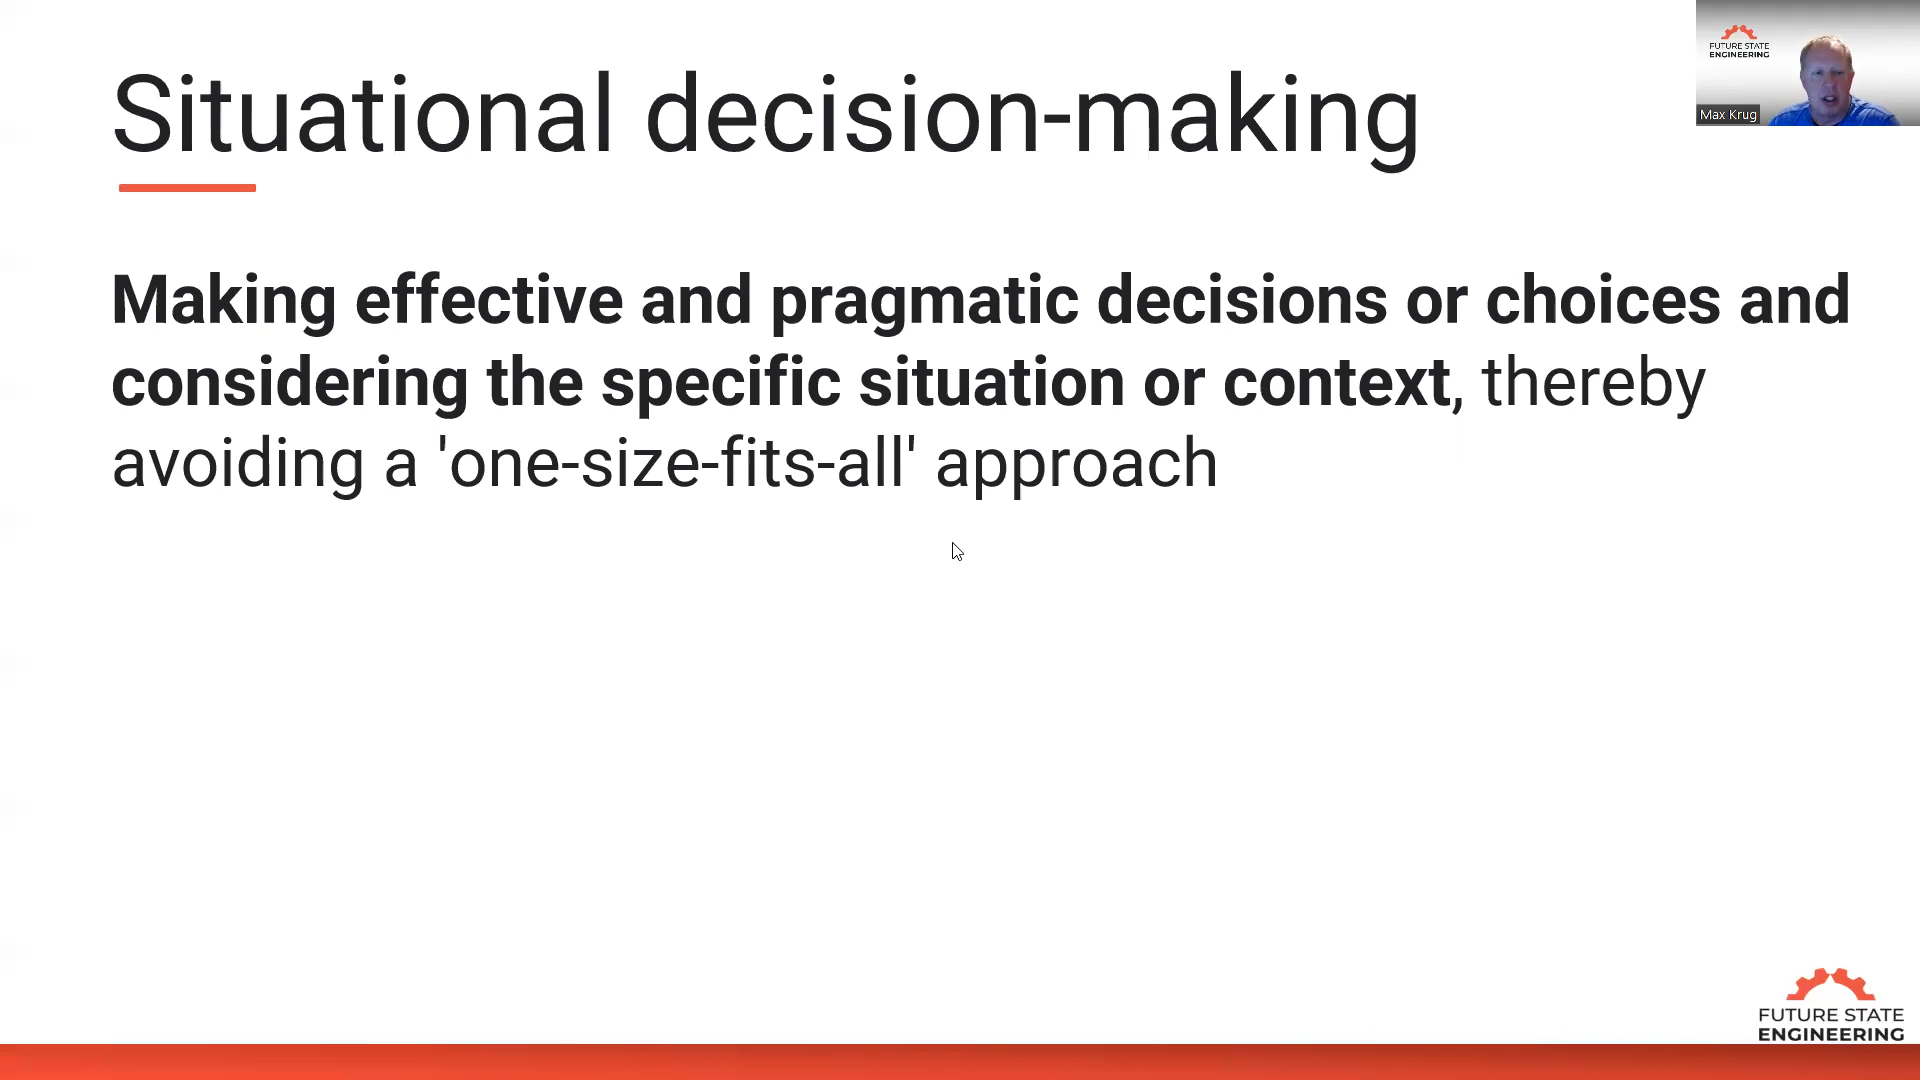 Situational decision-making
FUTURE STATE
ENGINEERING
Max Krug
Making effective and pragmatic decisions or choices and
considering the specific situation or context, thereby
avoiding a 'one-size-fits-all' approach
FUTURE STATE
ENGINEERING